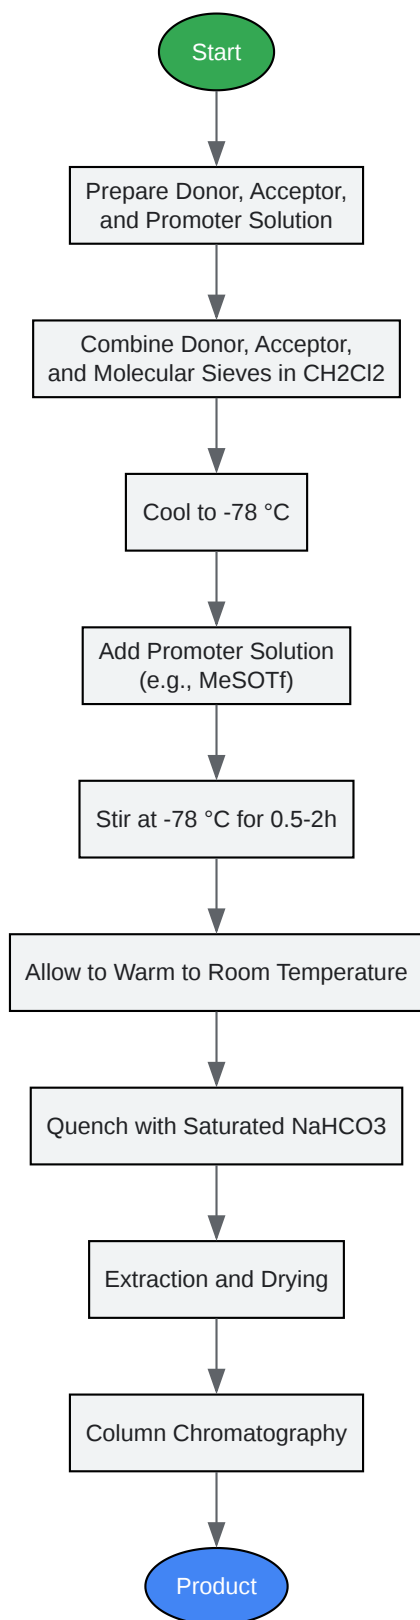 Start
Prepare Donor, Acceptor,
and Promoter Solution
Combine Donor, Acceptor,
and Molecular Sieves in CH2Cl2
Cool to -78 °C
Add Promoter Solution
(e.g., MeSOTf)
Stir at -78 °C for 0.5-2h
Allow to Warm to Room Temperature
Quench with Saturated NaHCO3
Extraction and Drying
Column Chromatography
Product